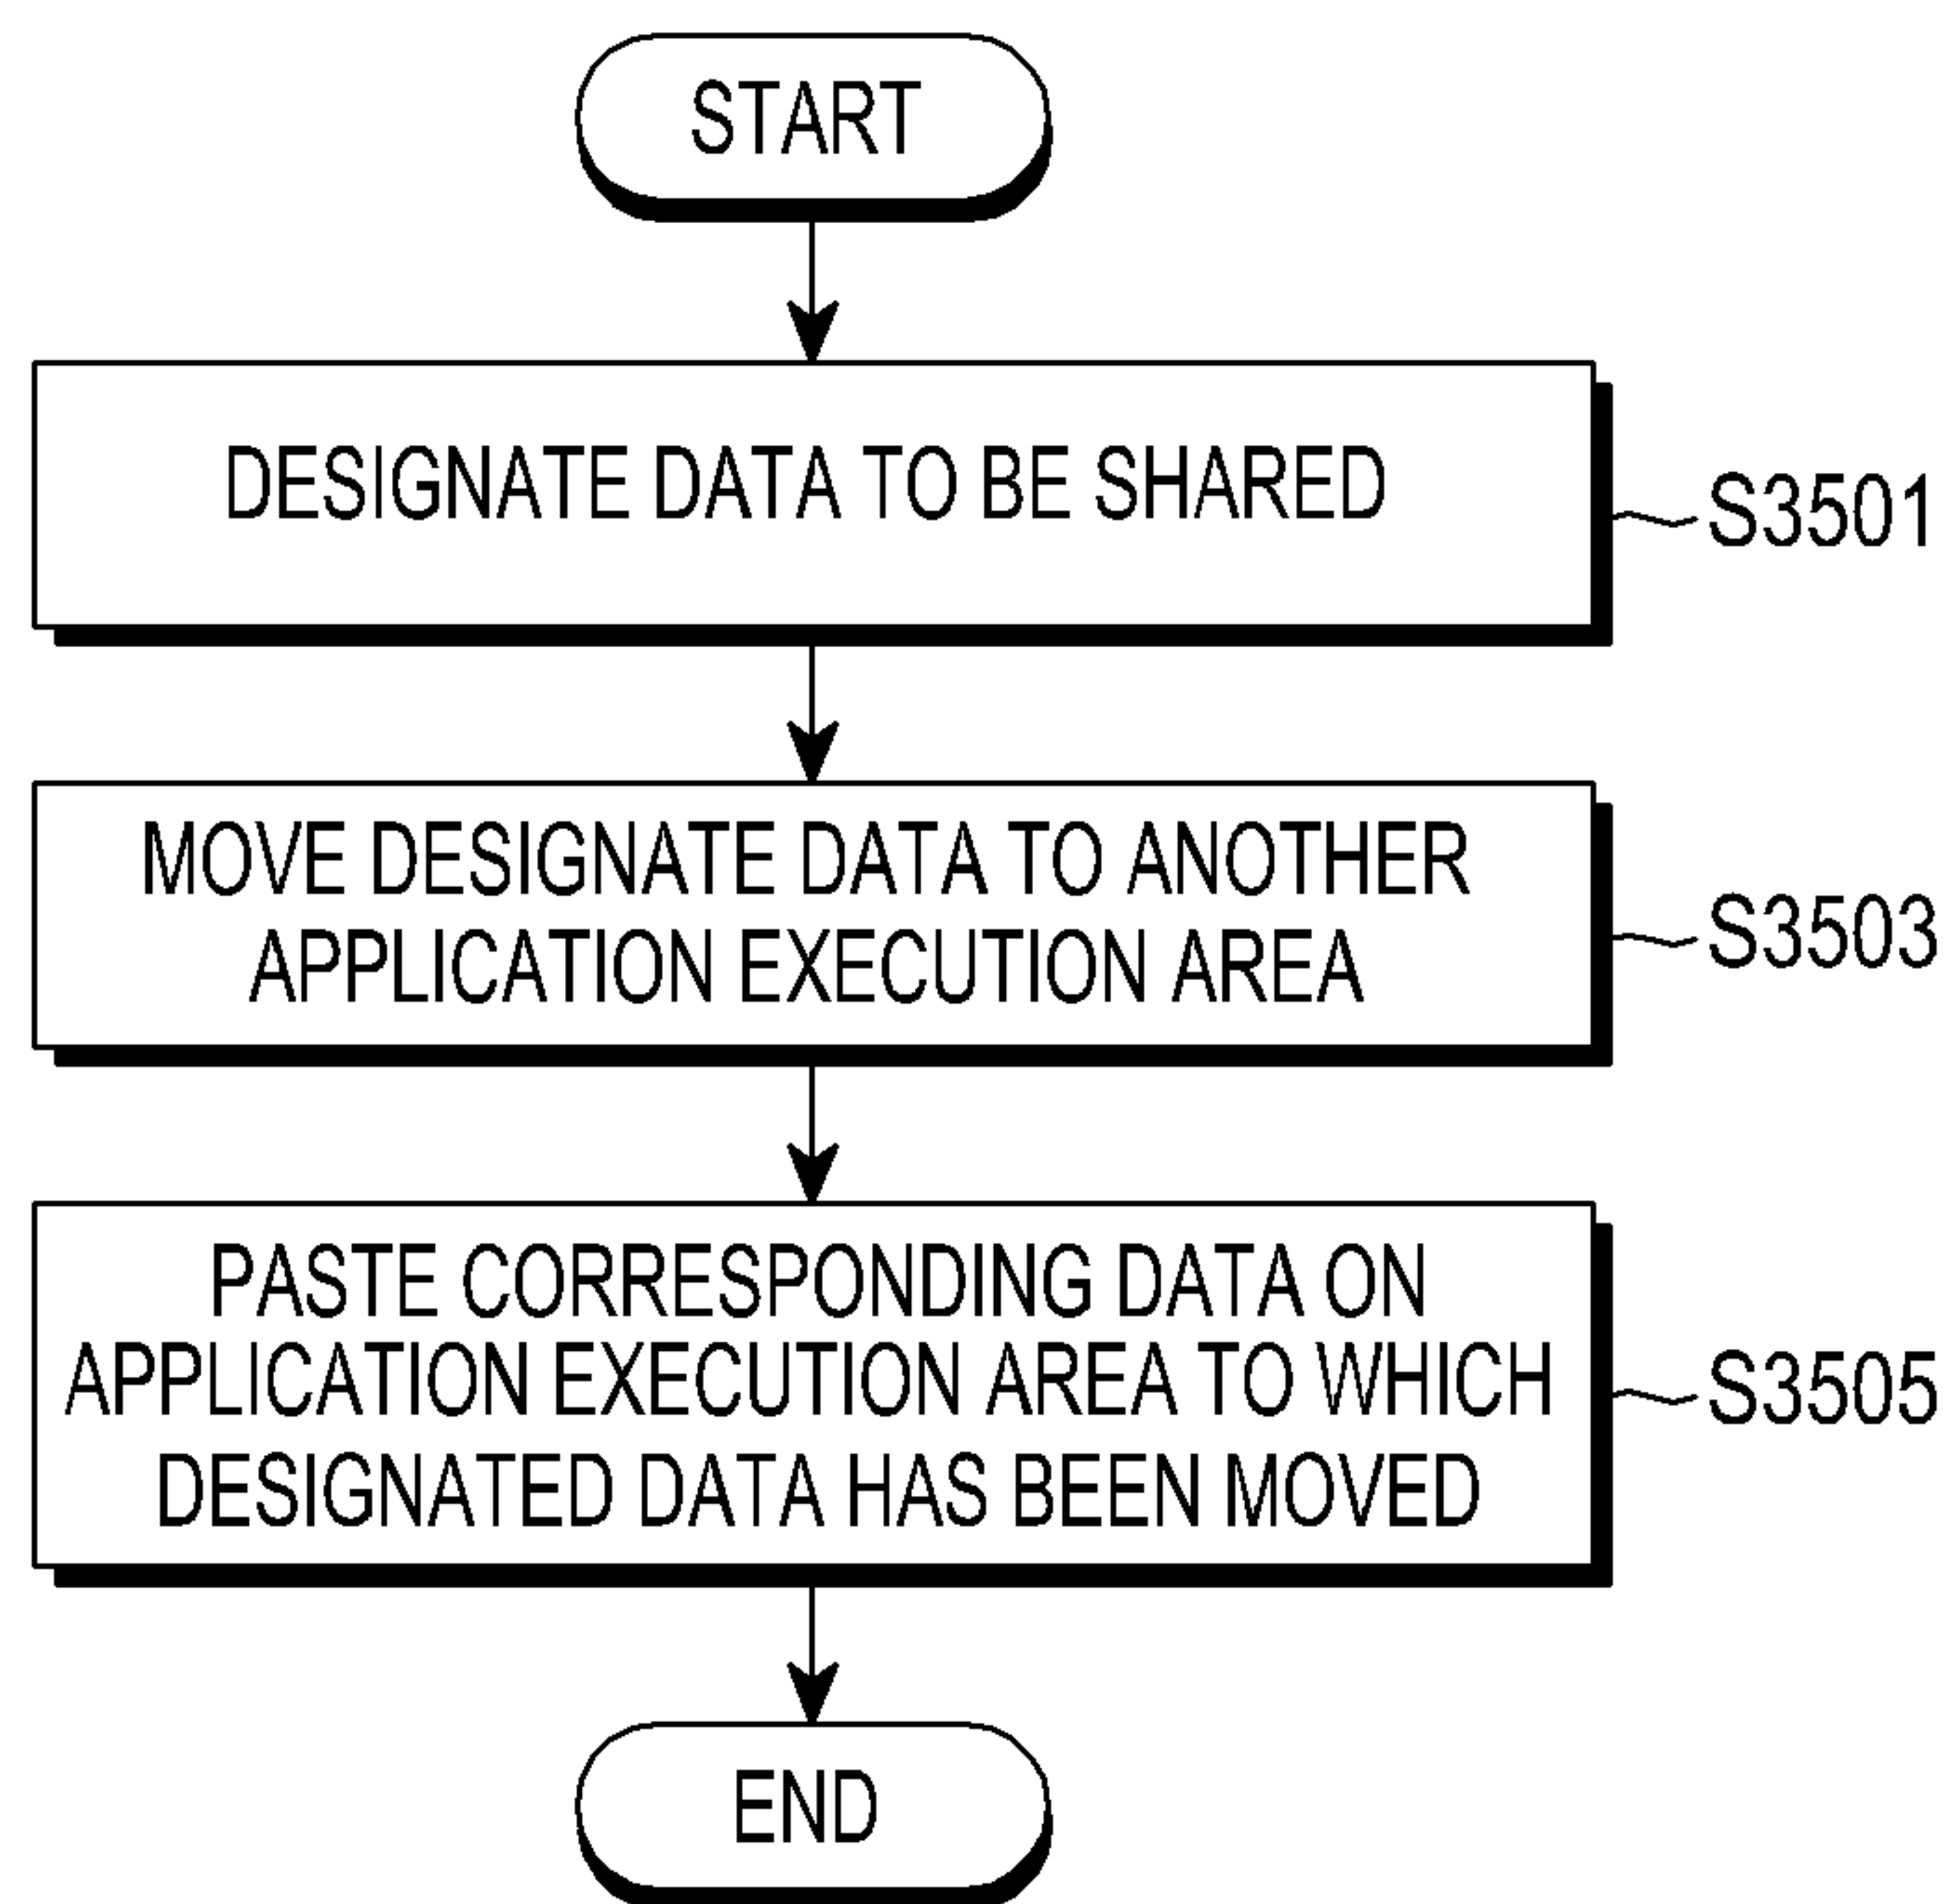 START
DESIGNATE DATA TO BE SHARED
S3501
MOVE DESIGNATE DATA TO ANOTHER
APPLICATION EXECUTION AREA
S3503
PASTE CORRESPONDING DATA ON
APPLICATION EXECUTION AREA TO WHICH
DESIGNATED DATA HAS BEEN MOVED
S3505
END